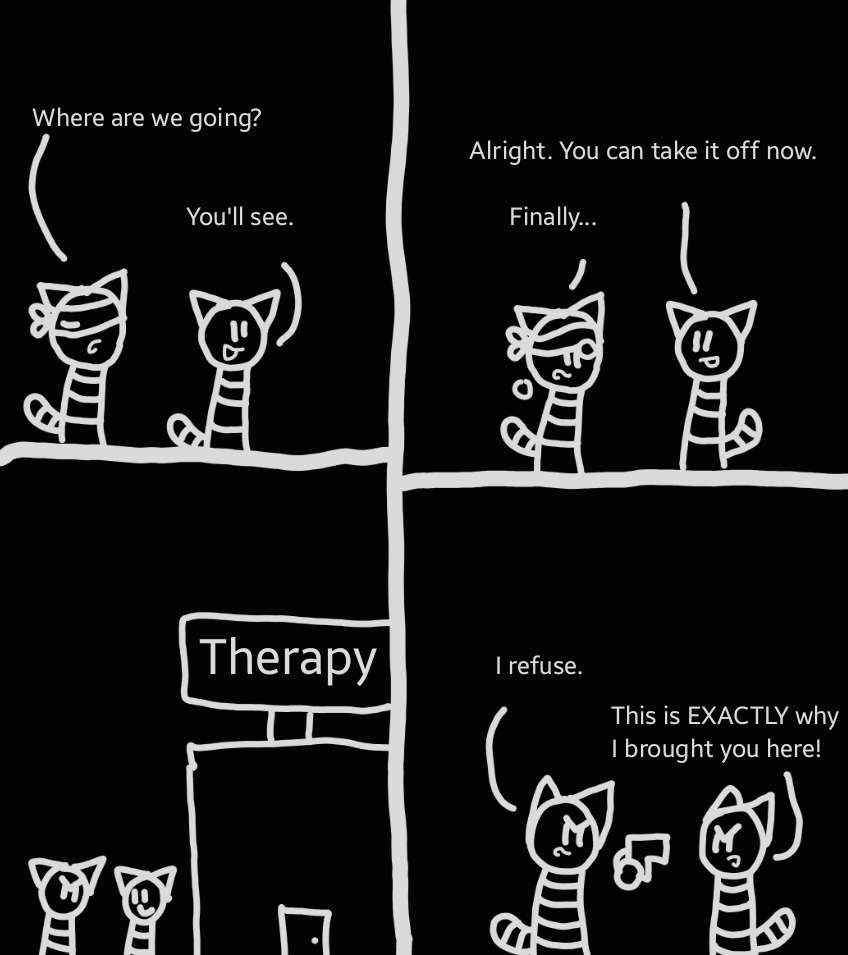 Where are we going?
You'll see.
Alright. You can take it off now.
Finally...
Therapy
I refuse.
This is EXACTLY why
I brought you here!